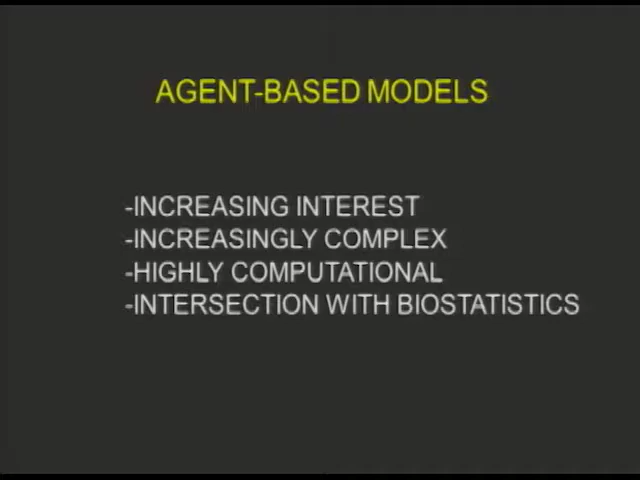 AGENT-BASED MODELS
-INCREASING INTEREST
-INCREASINGLY COMPLEX
-HIGHLY COMPUTATIONAL
-INTERSECTION WITH BIOSTATISTICS